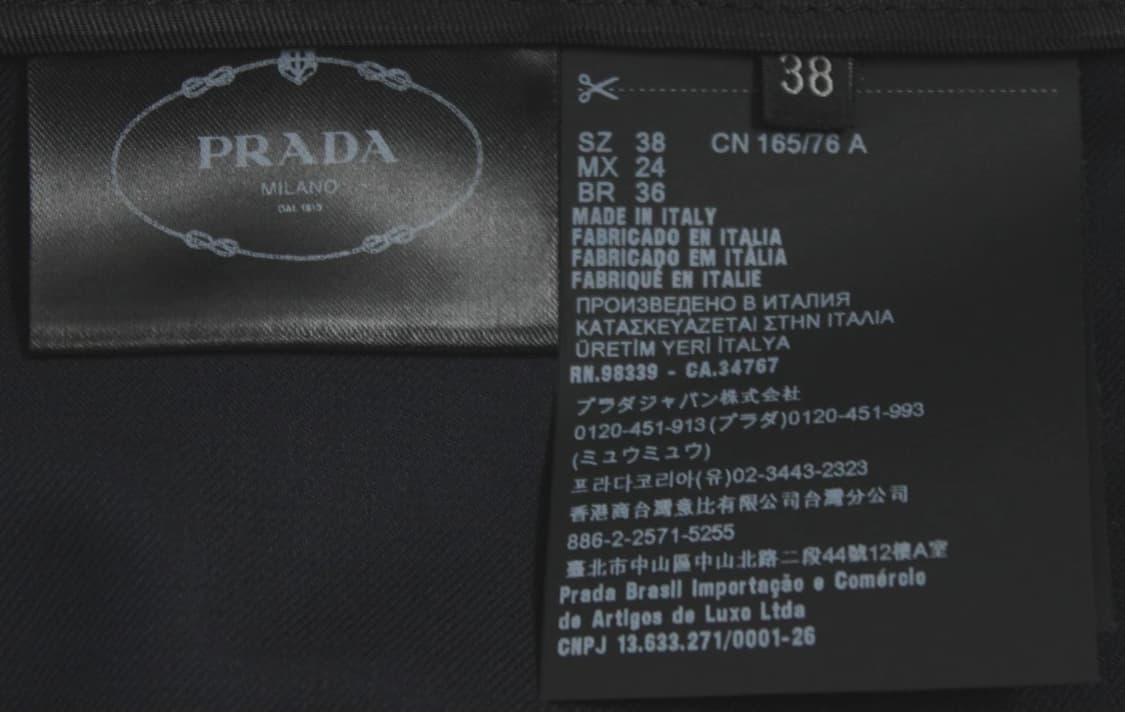 PRADA
MILANO
DAL 1913
38
SZ 38 CN 165/76 A
MX 24
BR 36
MADE IN ITALY
FABRICADO EN ITALIA
FABRICADO EM ITÁLIA
FABRIQUÉ EN ITALIE
ПРОИЗВЕДЕНО В ИТАЛИЯ
ΚΑΤΑΣΚΕΥΑΖΕΤΑΙ ΣΤΗΝ ΙΤΑΛΙΑ
ÜRETİM YERİ İTALYA
RN.98339 - CA.34767
プラダジャパン株式会社
0120-451-913(プラダ)0120-451-993
(ミュウミュウ)
프라다코리아(유)02-3443-2323
香港商台灣意比有限公司台灣分公司
886-2-2571-5255
臺北市中山區中山北路二段44號12樓A室
Prada Brasil Importação e Comércio
de Artigos de Luxo Ltda
CNPJ 13.633.271/0001-26